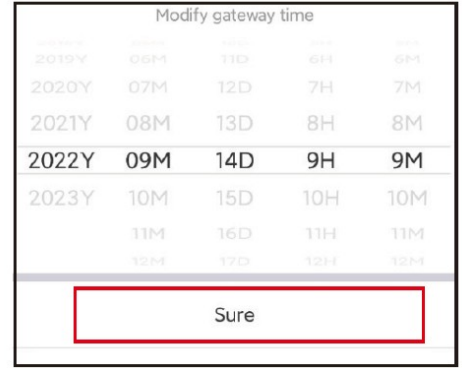 Modify gateway time
2019Y 06M 11D 6H 6M
2020Y 07M 12D 7H 7M
2021Y 08M 13D 8H 8M
2022Y 09M 14D 9H 9M
2023Y 10M 15D 10H 10M
11M 16D 11H 11M
12M 17D 12H 12M
Sure